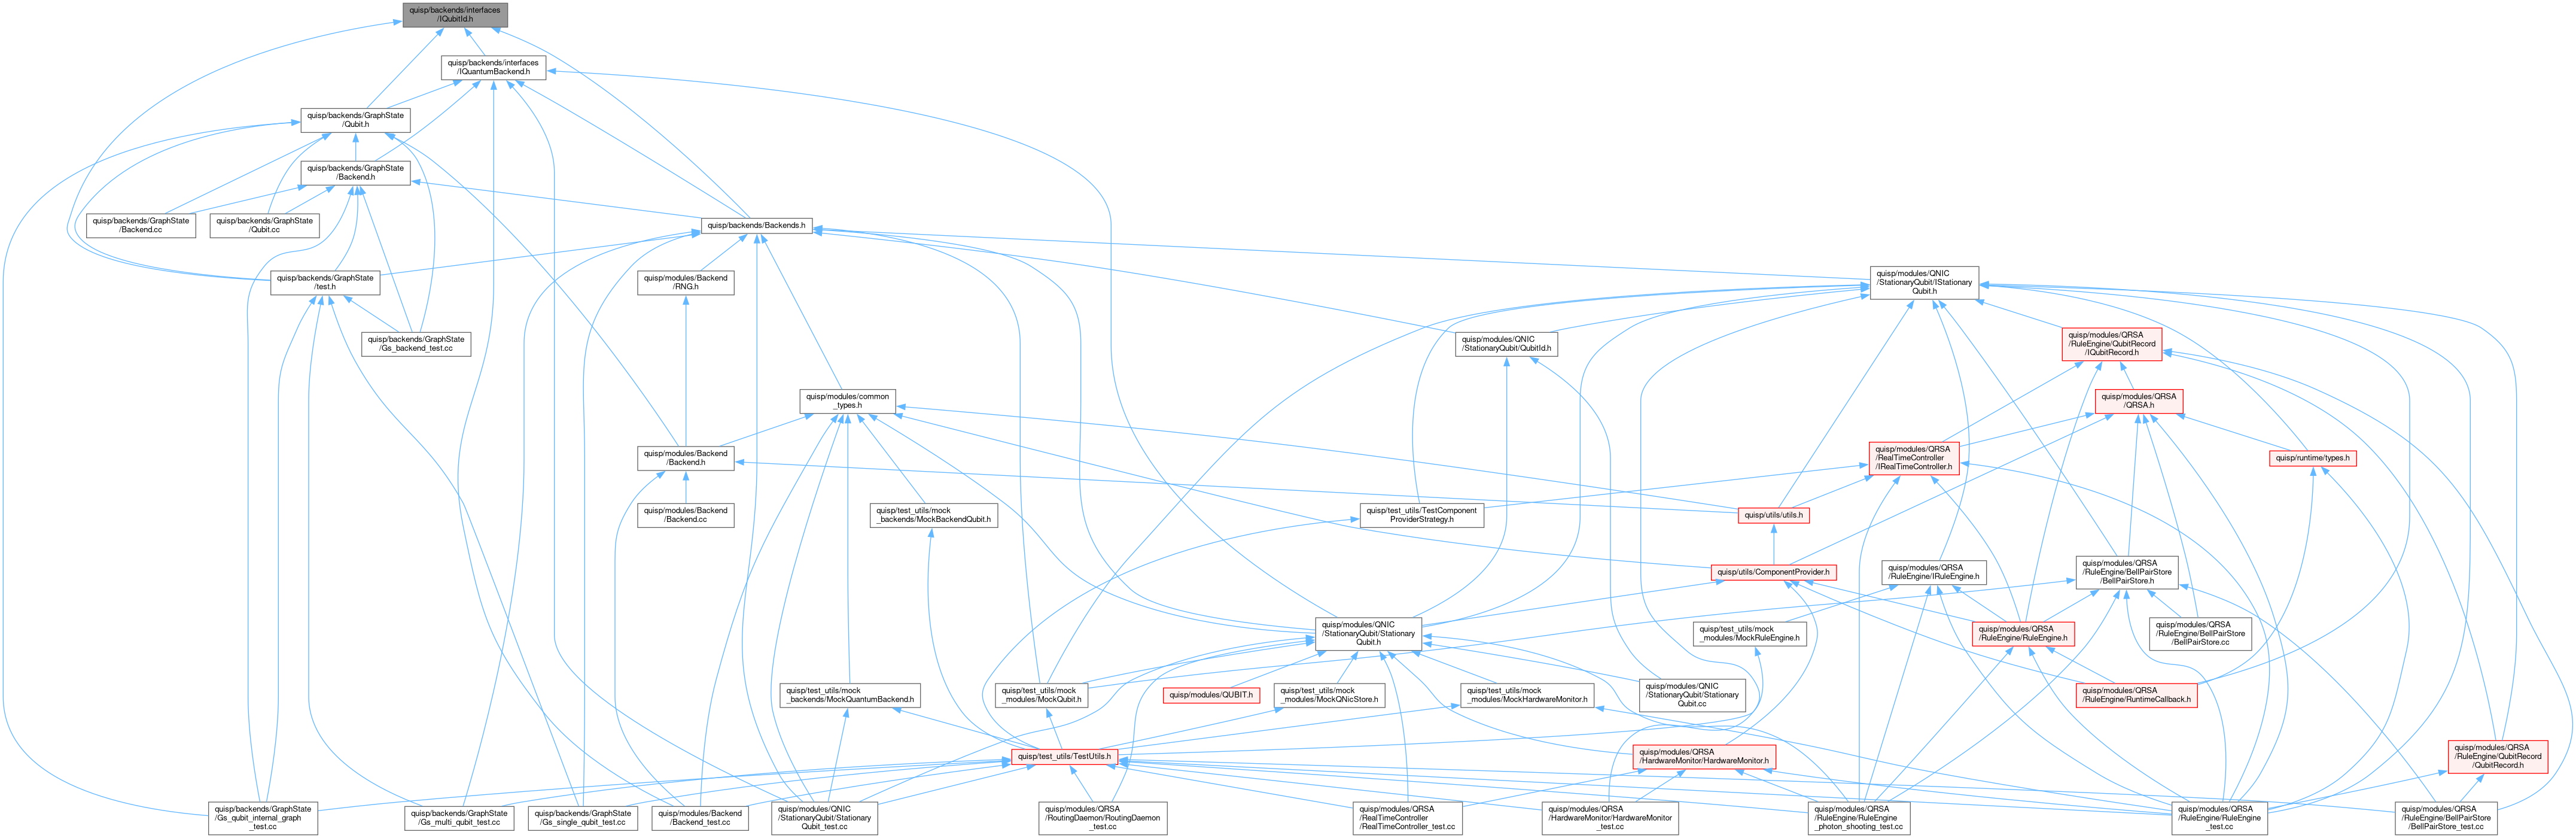 quisp/backends/interfaces
/IQubitId.h
quisp/backends/interfaces
/IQuantumBackend.h
quisp/backends/GraphState
/Qubit.h
quisp/backends/GraphState
/Backend.h
quisp/backends/GraphState
/Backend.cc
quisp/backends/GraphState
/Qubit.cc
quisp/backends/Backends.h
quisp/backends/GraphState
/test.h
quisp/modules/Backend
/RNG.h
quisp/modules/QNIC
/StationaryQubit/IStationary
Qubit.h
quisp/backends/GraphState
/Gs_backend_test.cc
quisp/modules/QNIC
/StationaryQubit/QubitId.h
quisp/modules/QRSA
/RuleEngine/QubitRecord
/IQubitRecord.h
quisp/modules/common
_types.h
quisp/modules/QRSA
/QRSA.h
quisp/modules/Backend
/Backend.h
quisp/modules/QRSA
/RealTimeController
/IRealTimeController.h
quisp/runtime/types.h
quisp/modules/Backend
/Backend.cc
quisp/test_utils/mock
_backends/MockBackendQubit.h
quisp/test_utils/TestComponent
ProviderStrategy.h
quisp/utils/utils.h
quisp/utils/ComponentProvider.h
quisp/modules/QRSA
/RuleEngine/IRuleEngine.h
quisp/modules/QRSA
/RuleEngine/BellPairStore
/BellPairStore.h
quisp/modules/QNIC
/StationaryQubit/Stationary
Qubit.h
quisp/test_utils/mock
_modules/MockRuleEngine.h
quisp/modules/QRSA
/RuleEngine/RuleEngine.h
quisp/modules/QRSA
/RuleEngine/BellPairStore
/BellPairStore.cc
quisp/test_utils/mock
_backends/MockQuantumBackend.h
quisp/test_utils/mock
_modules/MockQubit.h
quisp/modules/QUBIT.h
quisp/test_utils/mock
_modules/MockQNicStore.h
quisp/test_utils/mock
_modules/MockHardwareMonitor.h
quisp/modules/QNIC
/StationaryQubit/Stationary
Qubit.cc
quisp/modules/QRSA
/RuleEngine/RuntimeCallback.h
quisp/test_utils/TestUtils.h
quisp/modules/QRSA
/HardwareMonitor/HardwareMonitor.h
quisp/modules/QRSA
/RuleEngine/QubitRecord
/QubitRecord.h
quisp/backends/GraphState
/Gs_qubit_internal_graph
_test.cc
quisp/backends/GraphState
/Gs_multi_qubit_test.cc
quisp/backends/GraphState
/Gs_single_qubit_test.cc
quisp/modules/Backend
/Backend_test.cc
quisp/modules/QNIC
/StationaryQubit/Stationary
Qubit_test.cc
quisp/modules/QRSA
/RoutingDaemon/RoutingDaemon
_test.cc
quisp/modules/QRSA
/RealTimeController
/RealTimeController_test.cc
quisp/modules/QRSA
/HardwareMonitor/HardwareMonitor
_test.cc
quisp/modules/QRSA
/RuleEngine/RuleEngine
_photon_shooting_test.cc
quisp/modules/QRSA
/RuleEngine/RuleEngine
_test.cc
quisp/modules/QRSA
/RuleEngine/BellPairStore
/BellPairStore_test.cc